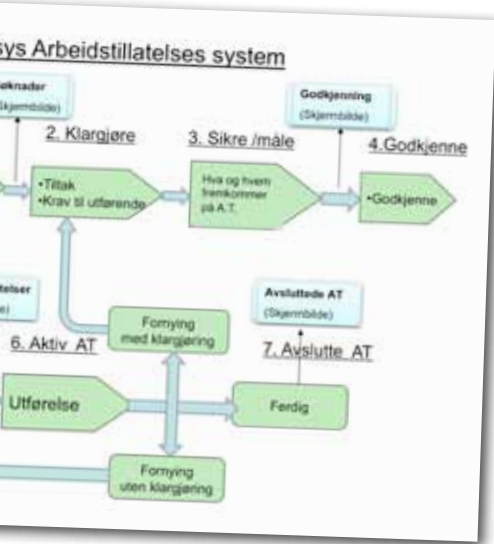 sys Arbeidstillatelses system
øknader
Skjermbilde)
Godkjenning
(Skjermbilde)
2. Klargjøre
3. Sikre /måle
4.Godkjenne
•Tiltak
•Krav til utførende
Hva og hvem
fremkommer
på A.T.
•Godkjenne
telser
e)
Avsluttede AT
(Skjermbilde)
6. Aktiv AT
Fornying
med klargjøring
7. Avslutte AT
Utførelse
Ferdig
Fornying
uten klargjøring